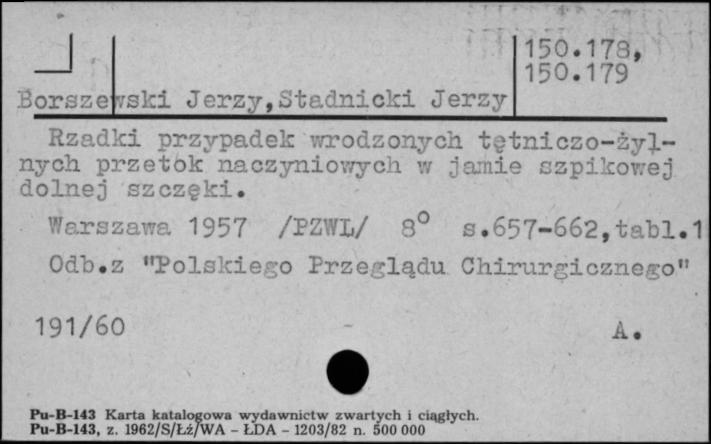 150.178,
150.179
Borszewski Jerzy,Stadnicki Jerzy
Rzadki przypadek wrodzonych tętniczo-żyl-
nych przetok naczyniowych w jamie szpikowej
dolnej szczęki.
Warszawa 1957 /PZWL/ 8° s.657-662,tabl.1
Odb.z "Polskiego Przeglądu Chirurgicznego"
191/60 A.
Pu-B-143 Karta katalogowa wydawnictw zwartych i ciągłych.
Pu-B-143, z. 1962/S/Łź/WA - ŁDA - 1203/82 n. 500 000